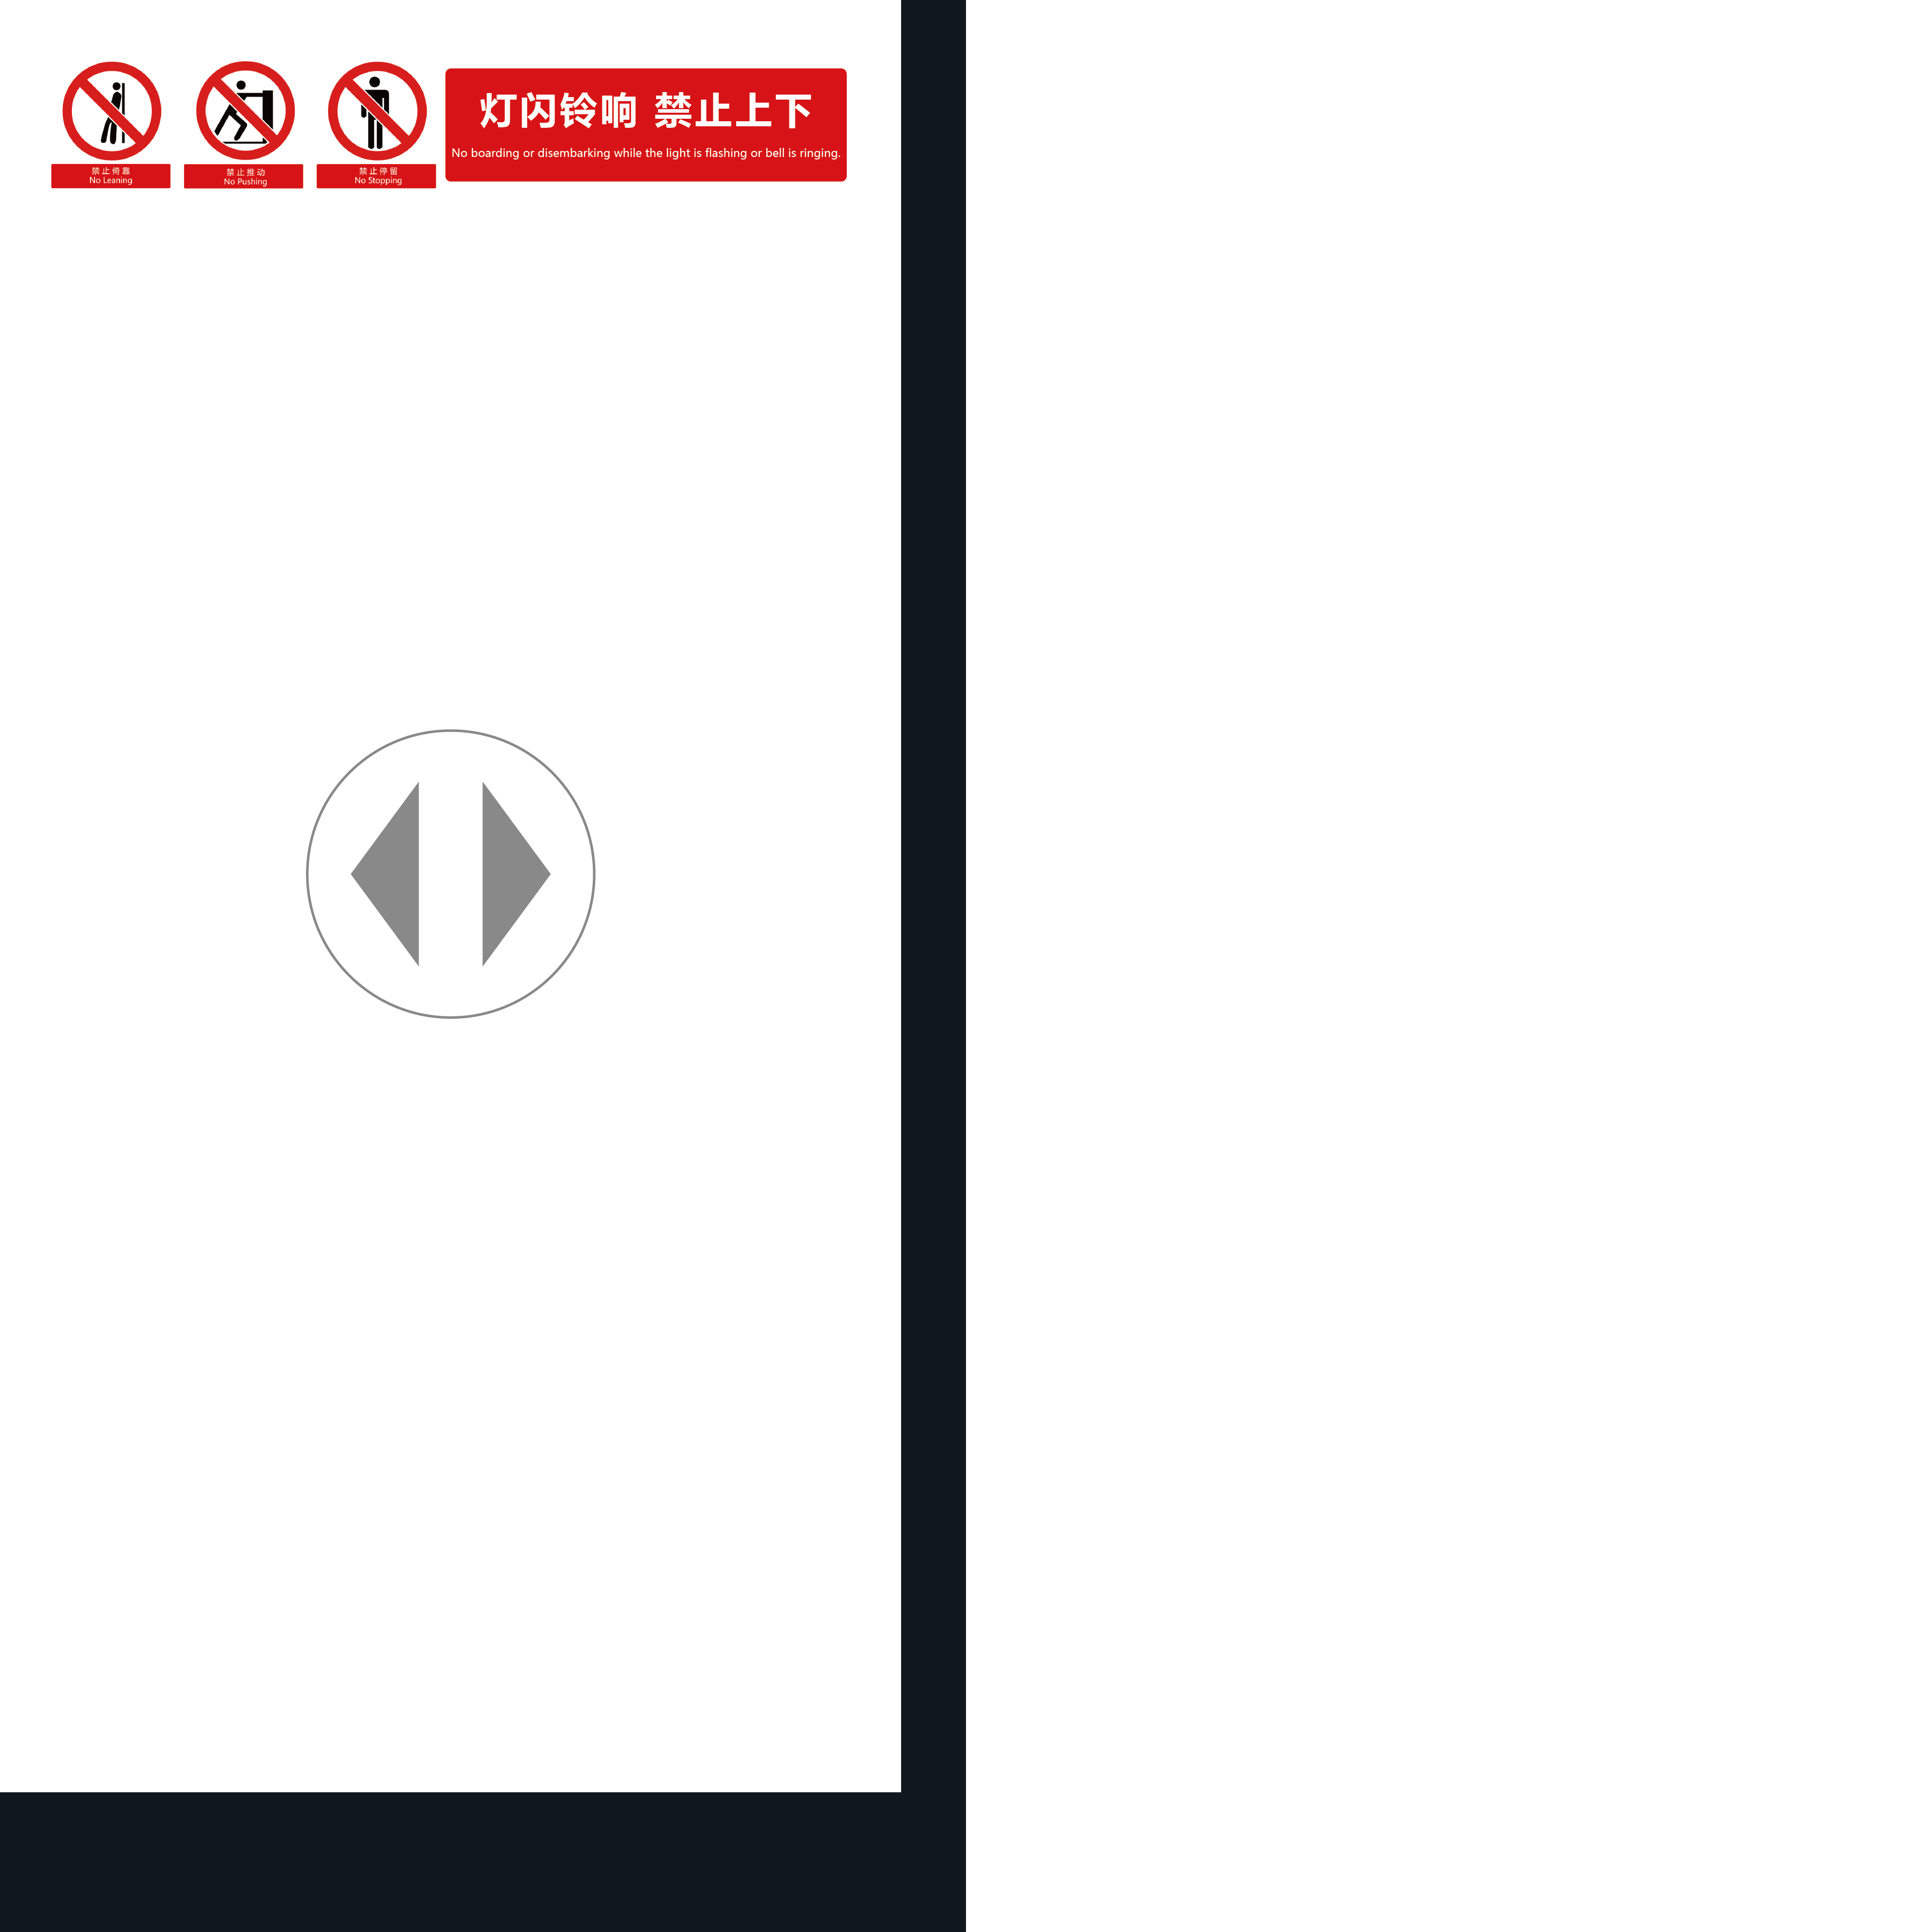 禁止倚靠
No Leaning
禁止推动
No Pushing
禁止停留
No Stopping
灯闪铃响 禁止上下
No boarding or disembarking while the light is flashing or bell is ringing.